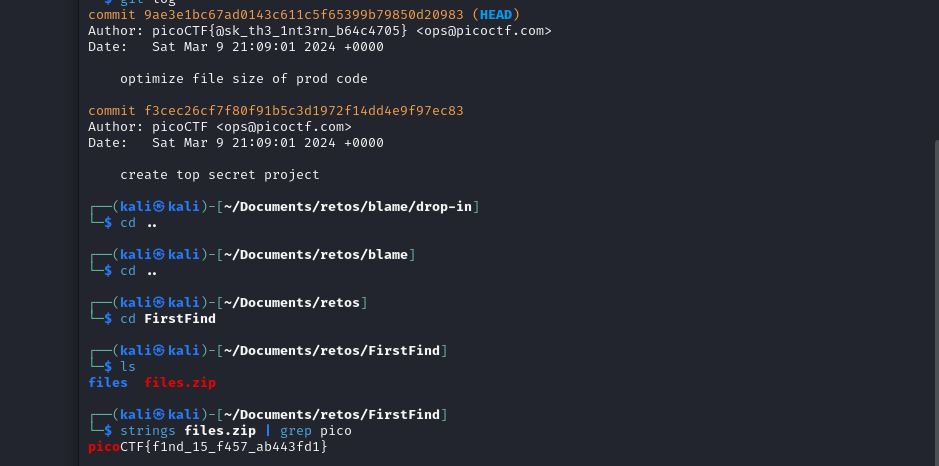 $ git log
commit 9ae3e1bc67ad0143c611c5f65399b79850d20983 (HEAD)
Author: picoCTF{@sk_th3_1nt3rn_b64c4705} <ops@picoctf.com>
Date:   Sat Mar 9 21:09:01 2024 +0000
optimize file size of prod code
commit f3cec26cf7f80f91b5c3d1972f14dd4e9f97ec83
Author: picoCTF <ops@picoctf.com>
Date:   Sat Mar 9 21:09:01 2024 +0000
create top secret project
┌──(kali㉿kali)-[~/Documents/retos/blame/drop-in]
└─$ cd ..
┌──(kali㉿kali)-[~/Documents/retos/blame]
└─$ cd ..
┌──(kali㉿kali)-[~/Documents/retos]
└─$ cd FirstFind
┌──(kali㉿kali)-[~/Documents/retos/FirstFind]
└─$ ls
files  files.zip
┌──(kali㉿kali)-[~/Documents/retos/FirstFind]
└─$ strings files.zip | grep pico
picoCTF{f1nd_15_f457_ab443fd1}